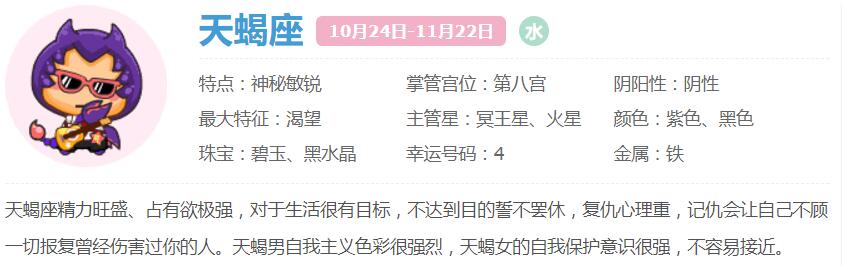 天蝎座 10月24日-11月22日 水
特点：神秘敏锐 掌管宫位：第八宫 阴阳性：阴性
最大特征：渴望 主管星：冥王星、火星 颜色：紫色、黑色
珠宝：碧玉、黑水晶 幸运号码：4 金属：铁
天蝎座精力旺盛、占有欲极强，对于生活很有目标，不达到目的誓不罢休，复仇心理重，记仇会让自己不顾
一切报复曾经伤害过你的人。天蝎男自我主义色彩很强烈，天蝎女的自我保护意识很强，不容易接近。